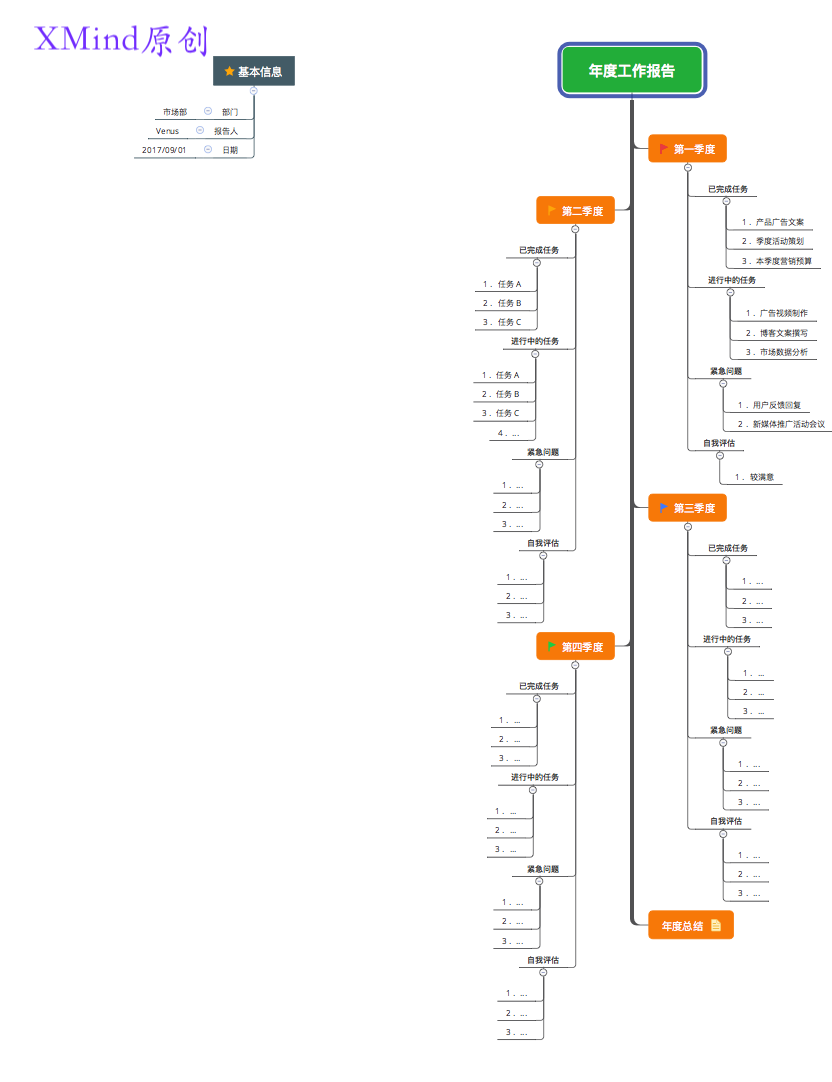 XMind原创
基本信息
市场部 部门
Venus 报告人
2017/09/01 日期
年度工作报告
第一季度
已完成任务
1. 产品广告文案
2. 季度活动策划
3. 本季度营销预算
进行中的任务
1. 广告视频制作
2. 博客文案撰写
3. 市场数据分析
紧急问题
1. 用户反馈回复
2. 新媒体推广活动会议
自我评估
1. 较满意
第二季度
已完成任务
1. 任务 A
2. 任务 B
3. 任务 C
进行中的任务
1. 任务 A
2. 任务 B
3. 任务 C
4. ...
紧急问题
1. ...
2. ...
3. ...
自我评估
1. ...
2. ...
3. ...
第三季度
已完成任务
1. ...
2. ...
3. ...
进行中的任务
1. ...
2. ...
3. ...
紧急问题
1. ...
2. ...
3. ...
自我评估
1. ...
2. ...
3. ...
第四季度
已完成任务
1. ...
2. ...
3. ...
进行中的任务
1. ...
2. ...
3. ...
紧急问题
1. ...
2. ...
3. ...
自我评估
1. ...
2. ...
3. ...
年度总结